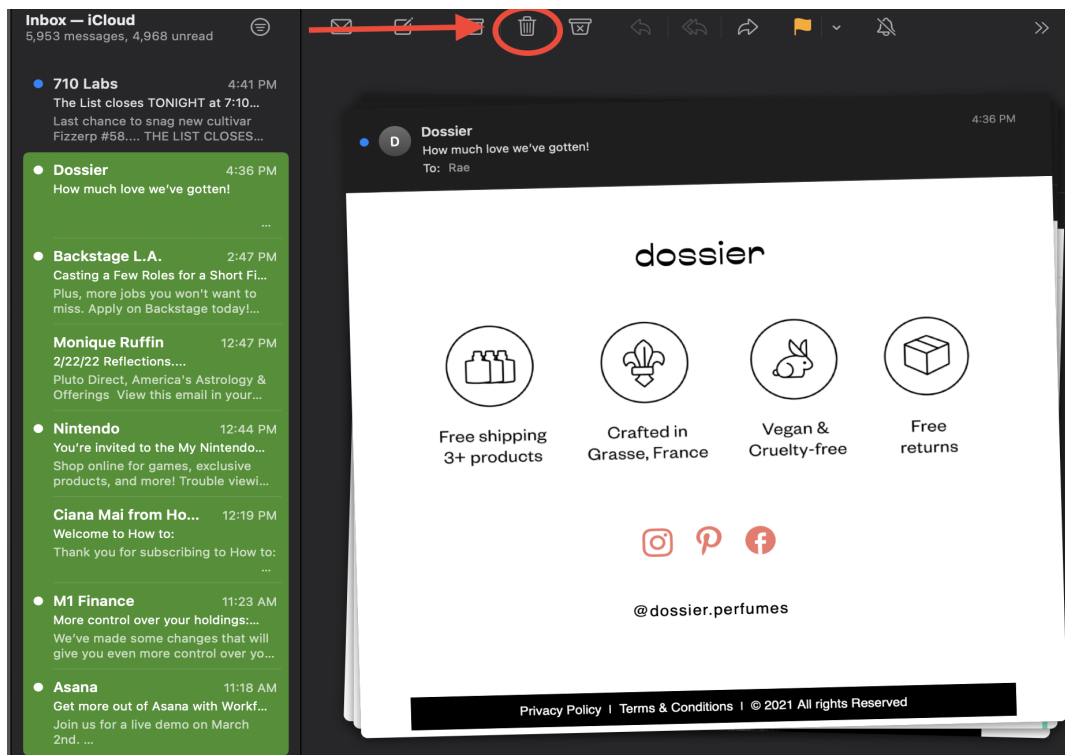 Inbox — iCloud
5,953 messages, 4,968 unread
710 Labs 4:41 PM
The List closes TONIGHT at 7:10...
Last chance to snag new cultivar
Fizzerp #58.... THE LIST CLOSES...
Dossier 4:36 PM
How much love we've gotten!
...
Backstage L.A. 2:47 PM
Casting a Few Roles for a Short Fi...
Plus, more jobs you won't want to
miss. Apply on Backstage today!...
Monique Ruffin 12:47 PM
2/22/22 Reflections....
Pluto Direct, America's Astrology &
Offerings View this email in your...
Nintendo 12:44 PM
You're invited to the My Nintendo...
Shop online for games, exclusive
products, and more! Trouble viewi...
Ciana Mai from Ho... 12:19 PM
Welcome to How to:
Thank you for subscribing to How to:
...
M1 Finance 11:23 AM
More control over your holdings:...
We've made some changes that will
give you even more control over yo...
Asana 11:18 AM
Get more out of Asana with Workf...
Join us for a live demo on March
2nd. ...
D
Dossier 4:36 PM
How much love we've gotten!
To: Rae
dossier
Free shipping
3+ products
Crafted in
Grasse, France
Vegan &
Cruelty-free
Free
returns
@dossier.perfumes
Privacy Policy | Terms & Conditions | © 2021 All rights Reserved